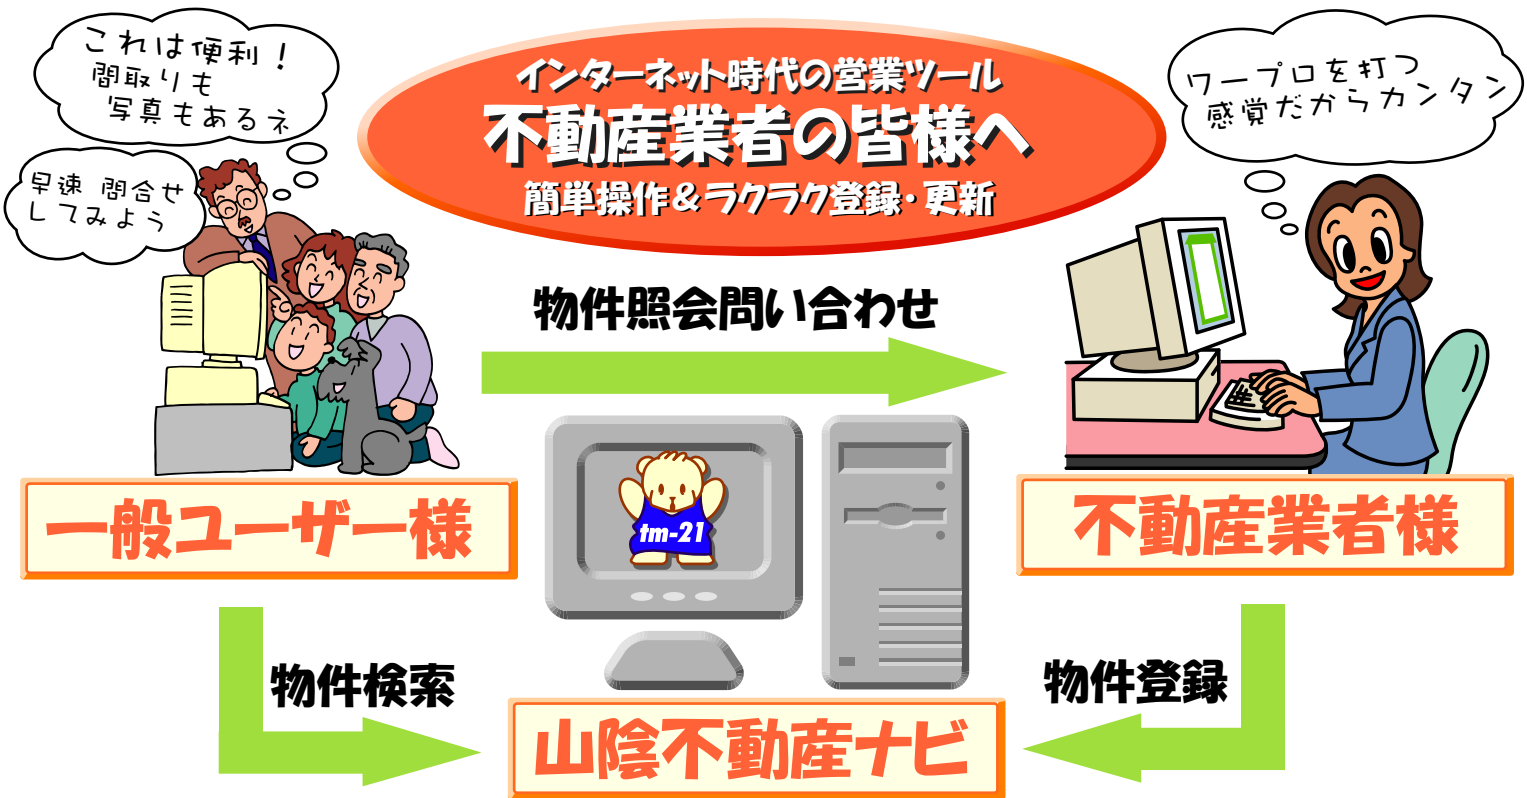 これは便利！
間取りも
写真もあるネ
早速 問合せ
してみよう
インターネット時代の営業ツール
不動産業者の皆様へ
簡単操作＆ラクラク登録・更新
ワープロを打つ
感覚だからカンタン
物件照会問い合わせ
tm-21
一般ユーザー様
不動産業者様
物件検索
物件登録
山陰不動産ナビ